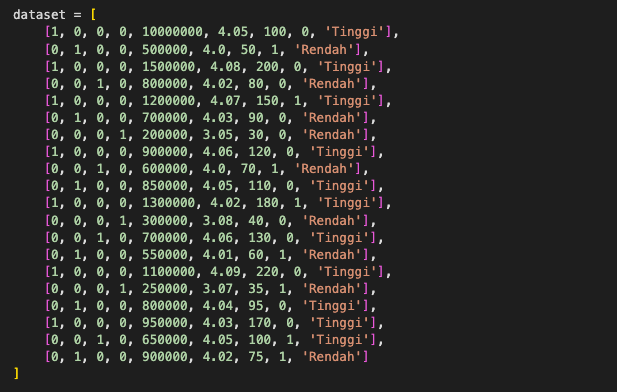 dataset = [
    [1, 0, 0, 0, 10000000, 4.05, 100, 0, 'Tinggi'],
    [0, 1, 0, 0, 500000, 4.0, 50, 1, 'Rendah'],
    [1, 0, 0, 0, 1500000, 4.08, 200, 0, 'Tinggi'],
    [0, 0, 1, 0, 800000, 4.02, 80, 0, 'Rendah'],
    [1, 0, 0, 0, 1200000, 4.07, 150, 1, 'Tinggi'],
    [0, 1, 0, 0, 700000, 4.03, 90, 0, 'Rendah'],
    [0, 0, 0, 1, 200000, 3.05, 30, 0, 'Rendah'],
    [1, 0, 0, 0, 900000, 4.06, 120, 0, 'Tinggi'],
    [0, 0, 1, 0, 600000, 4.0, 70, 1, 'Rendah'],
    [0, 1, 0, 0, 850000, 4.05, 110, 0, 'Tinggi'],
    [1, 0, 0, 0, 1300000, 4.02, 180, 1, 'Tinggi'],
    [0, 0, 0, 1, 300000, 3.08, 40, 0, 'Rendah'],
    [0, 0, 1, 0, 700000, 4.06, 130, 0, 'Tinggi'],
    [0, 1, 0, 0, 550000, 4.01, 60, 1, 'Rendah'],
    [1, 0, 0, 0, 1100000, 4.09, 220, 0, 'Tinggi'],
    [0, 0, 0, 1, 250000, 3.07, 35, 1, 'Rendah'],
    [0, 1, 0, 0, 800000, 4.04, 95, 0, 'Tinggi'],
    [1, 0, 0, 0, 950000, 4.03, 170, 0, 'Tinggi'],
    [0, 0, 1, 0, 650000, 4.05, 100, 1, 'Tinggi'],
    [0, 1, 0, 0, 900000, 4.02, 75, 1, 'Rendah']
]